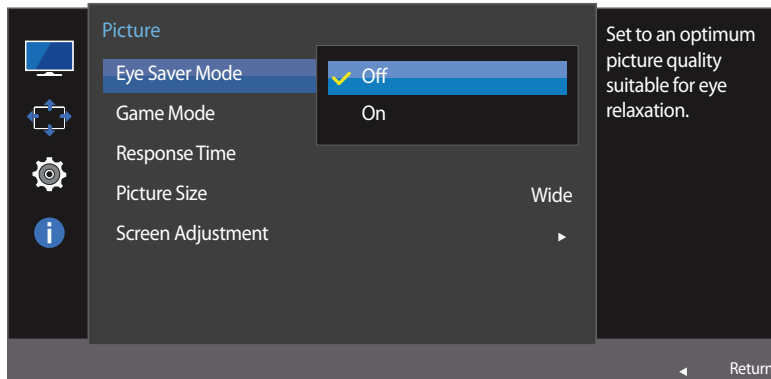 Picture
Eye Saver Mode
Off
Game Mode
On
Response Time
Picture Size
Wide
Screen Adjustment
Set to an optimum
picture quality
suitable for eye
relaxation.
Return